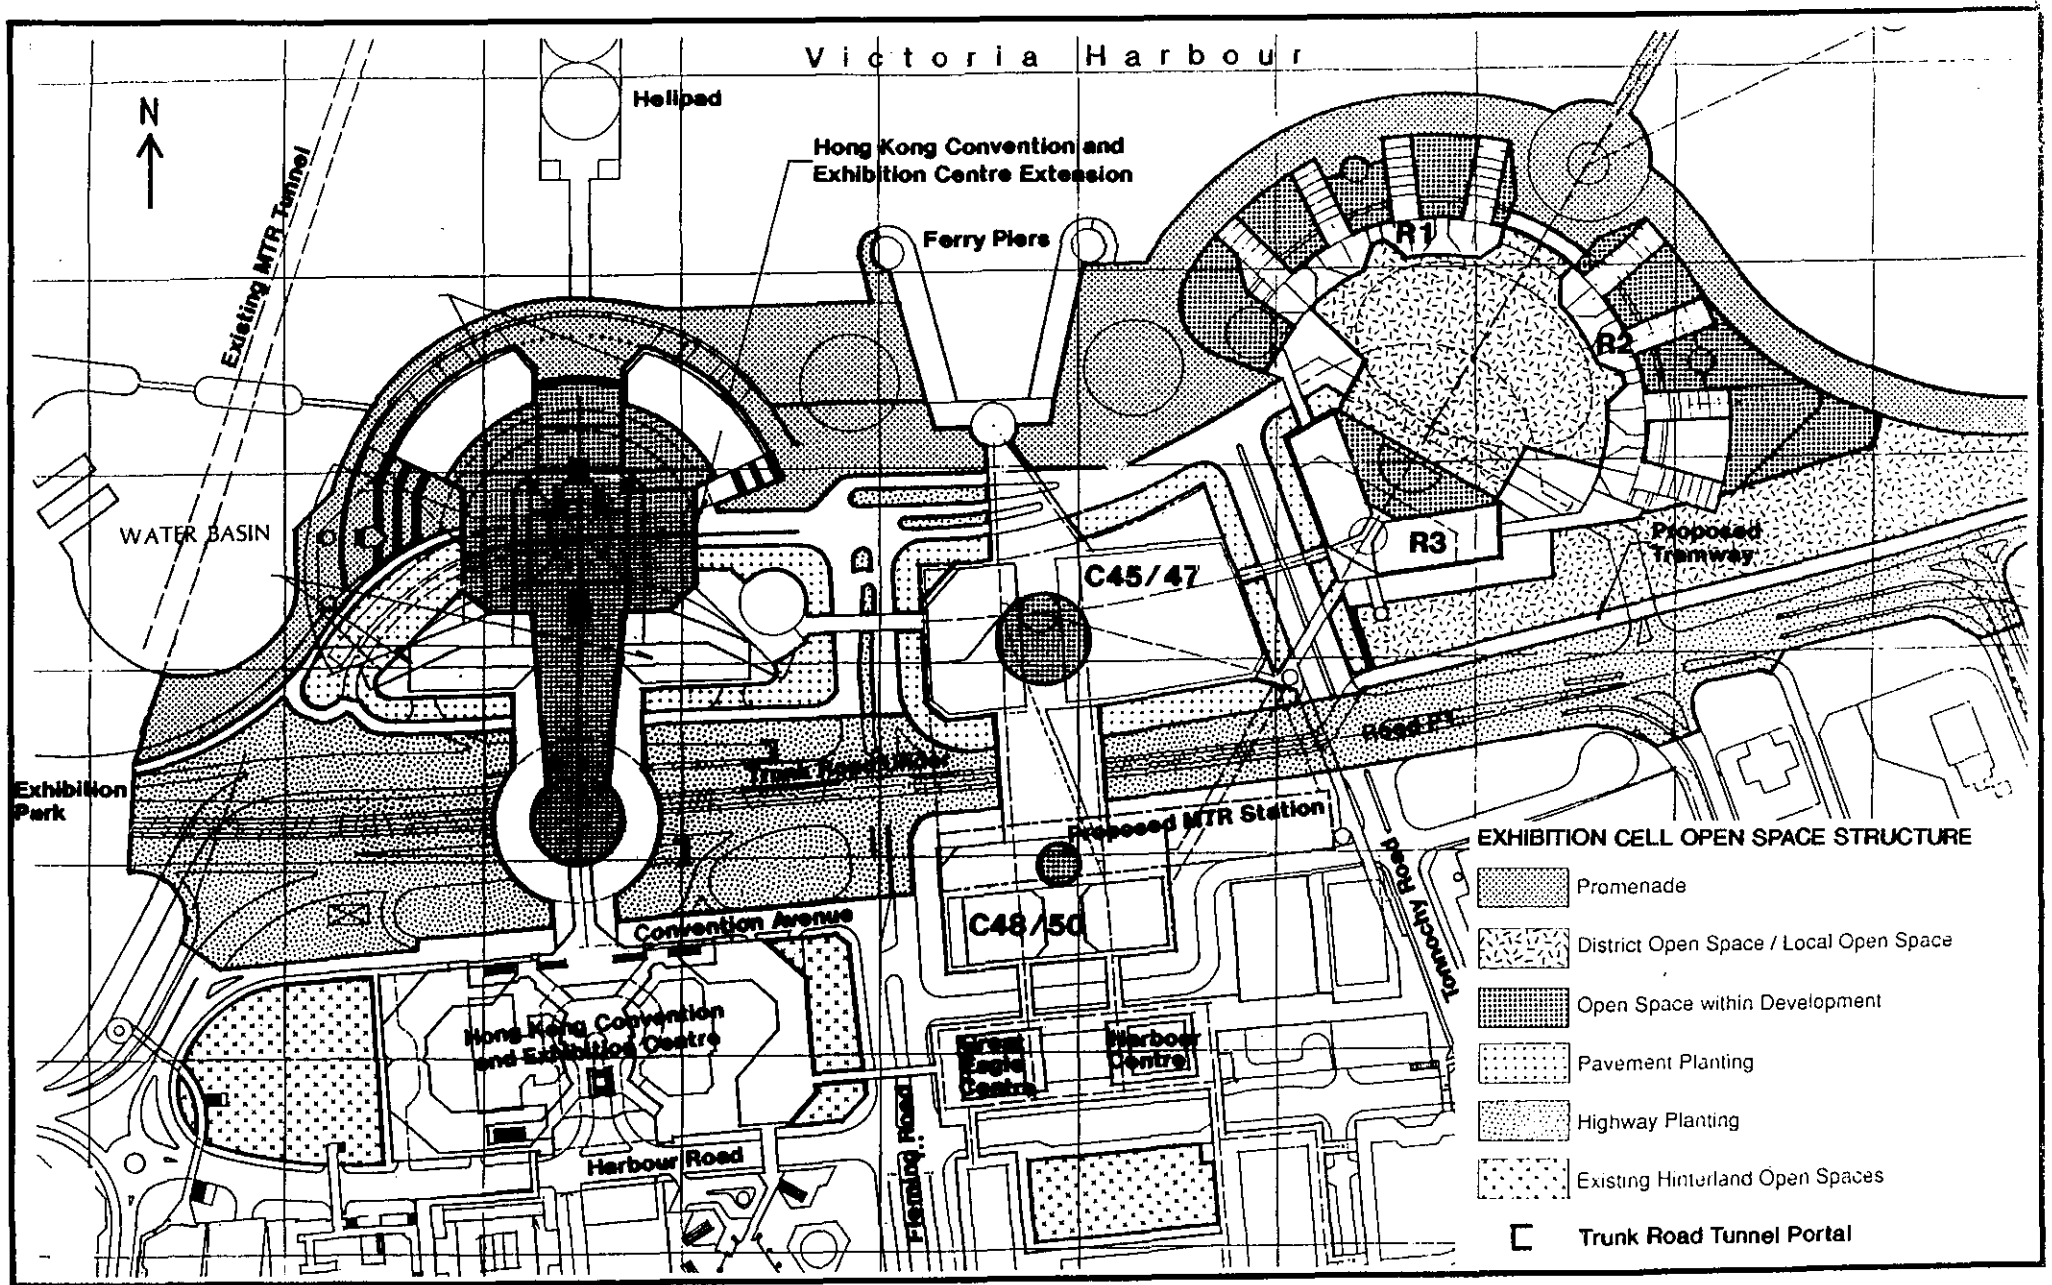 Victoria Harbour
N
Helipad
Hong Kong Convention and
Exhibition Centre Extension
Existing MTR Tunnel
Ferry Piers
R1
R2
WATER BASIN
R3
Proposed
Tramway
C45/47
Road P1
Trunk Road Under
Exhibition
Park
Proposed MTR Station
Tonnochy Road
Convention Avenue
C48/50
Hong Kong Convention
and Exhibition Centre
Great
Eagle
Centre
Harbour
Centre
Harbour Road
Fleming Road
EXHIBITION CELL OPEN SPACE STRUCTURE
Promenade
District Open Space / Local Open Space
Open Space within Development
Pavement Planting
Highway Planting
Existing Hinterland Open Spaces
Trunk Road Tunnel Portal